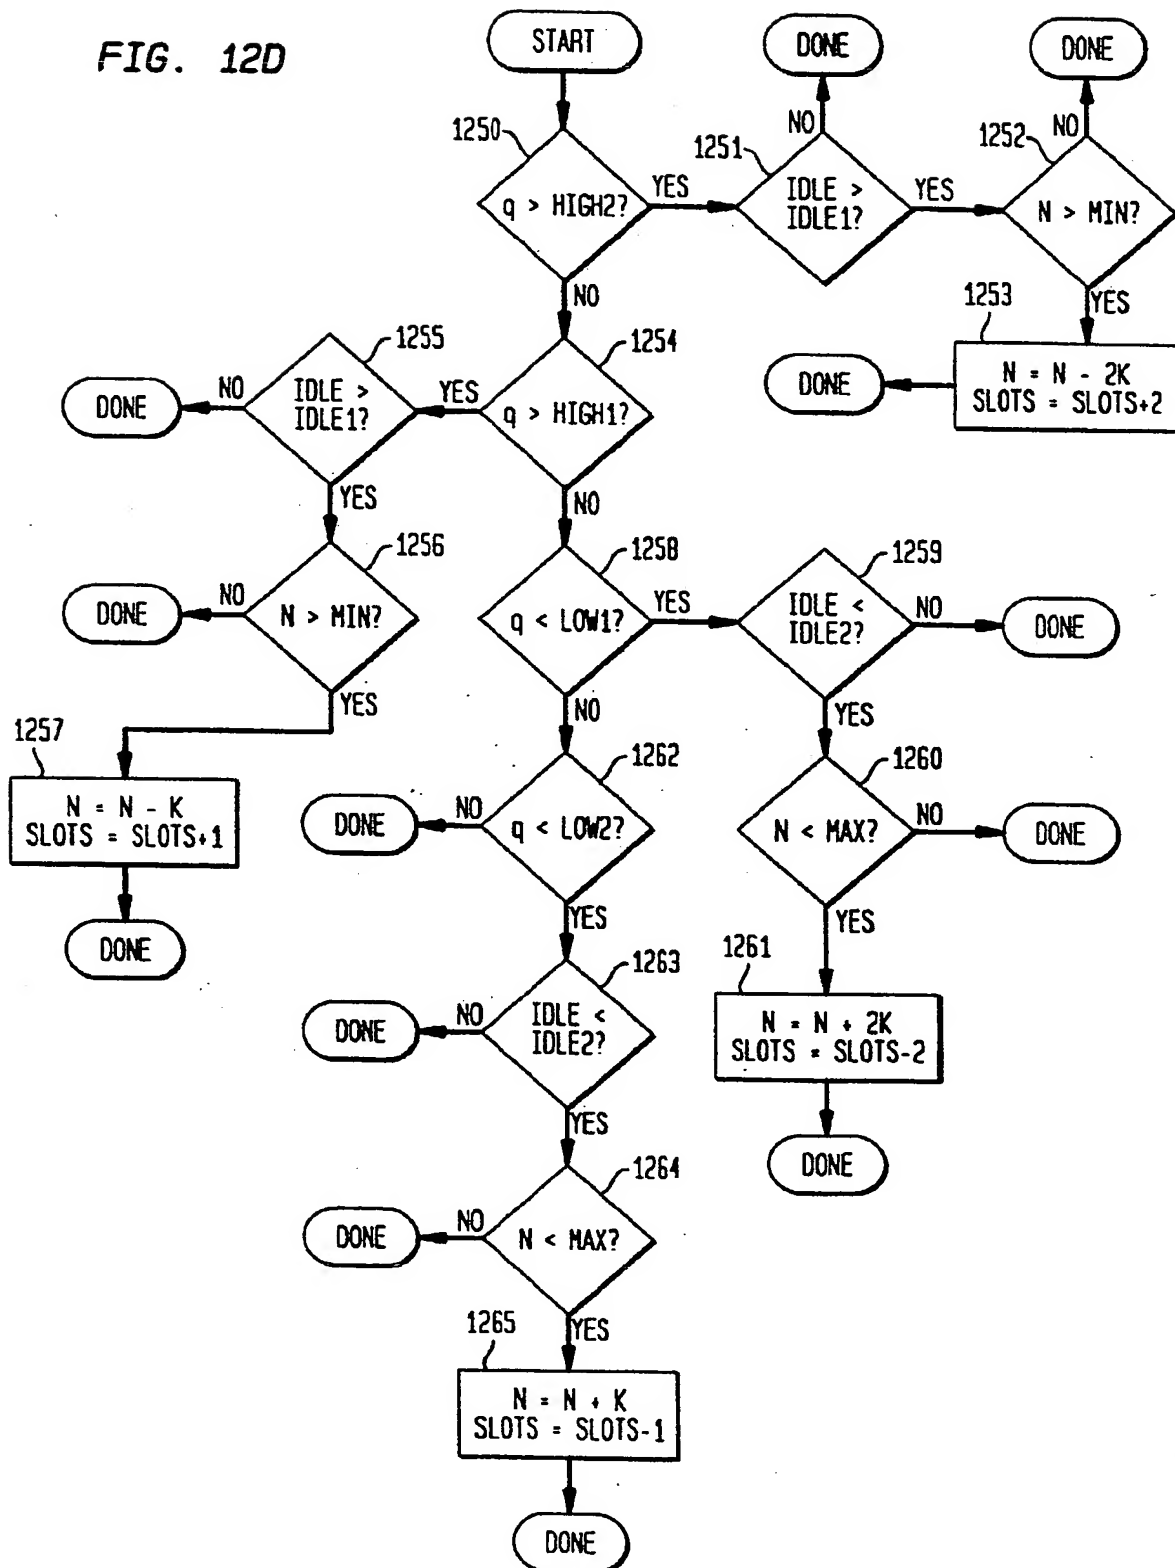 FIG. 12D
START
DONE
DONE
1250
q > HIGH2?
YES
NO
1251
IDLE >
IDLE1?
NO
YES
1252
N > MIN?
NO
YES
1253
N = N - 2K
SLOTS = SLOTS+2
DONE
1254
q > HIGH1?
YES
NO
1255
IDLE >
IDLE1?
NO
DONE
YES
1256
N > MIN?
NO
DONE
YES
1257
N = N - K
SLOTS = SLOTS+1
DONE
1258
q < LOW1?
YES
NO
1259
IDLE <
IDLE2?
NO
DONE
YES
1260
N < MAX?
NO
DONE
YES
1261
N = N + 2K
SLOTS = SLOTS-2
DONE
1262
q < LOW2?
NO
DONE
YES
1263
IDLE <
IDLE2?
NO
DONE
YES
1264
N < MAX?
NO
DONE
YES
1265
N = N + K
SLOTS = SLOTS-1
DONE